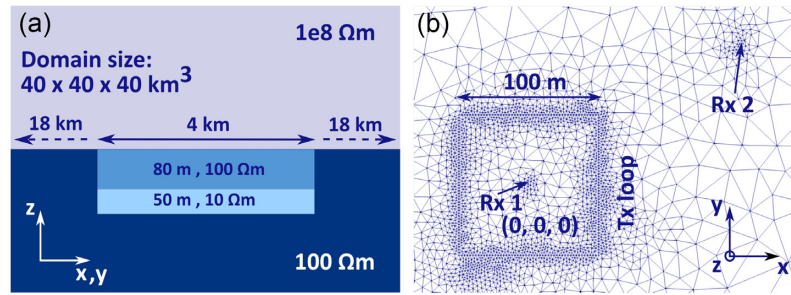 (a)
1e8 Ωm
Domain size:
40 x 40 x 40 km³
18 km
4 km
18 km
80 m , 100 Ωm
50 m , 10 Ωm
z
x,y
100 Ωm
(b)
100 m
Rx 2
Rx 1
(0, 0, 0)
Tx loop
y
z
x